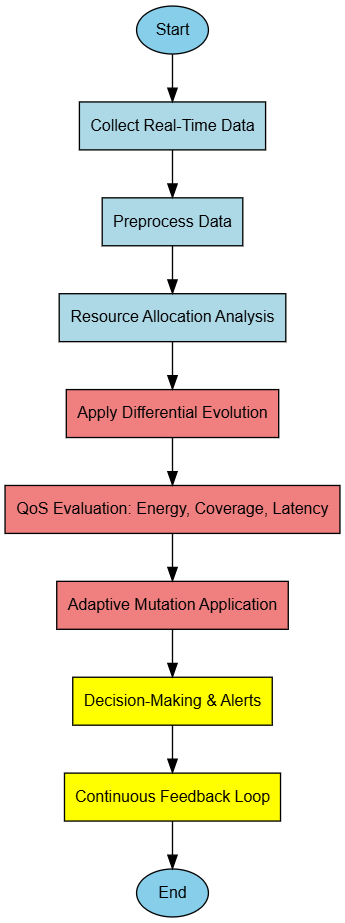 Start
Collect Real-Time Data
Preprocess Data
Resource Allocation Analysis
Apply Differential Evolution
QoS Evaluation: Energy, Coverage, Latency
Adaptive Mutation Application
Decision-Making & Alerts
Continuous Feedback Loop
End